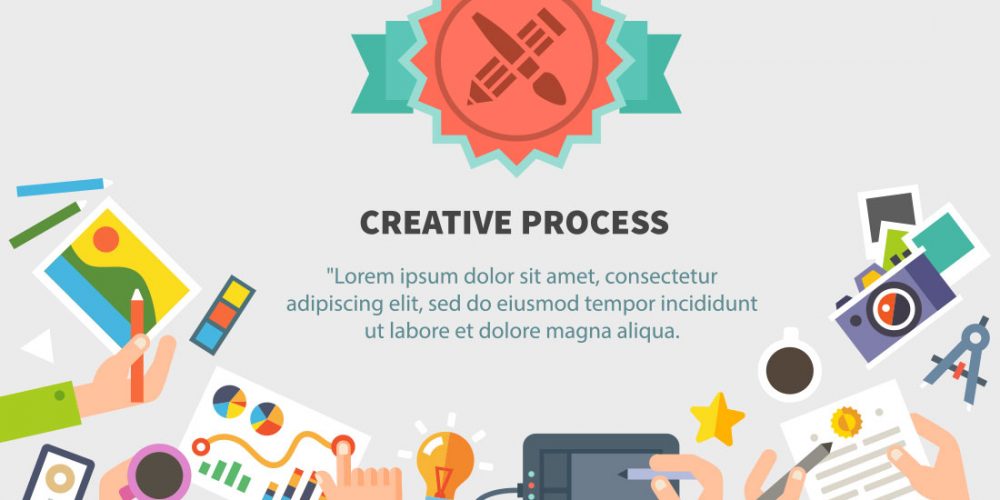 CREATIVE PROCESS
"Lorem ipsum dolor sit amet, consectetur
adipiscing elit, sed do eiusmod tempor incididunt
ut labore et dolore magna aliqua.